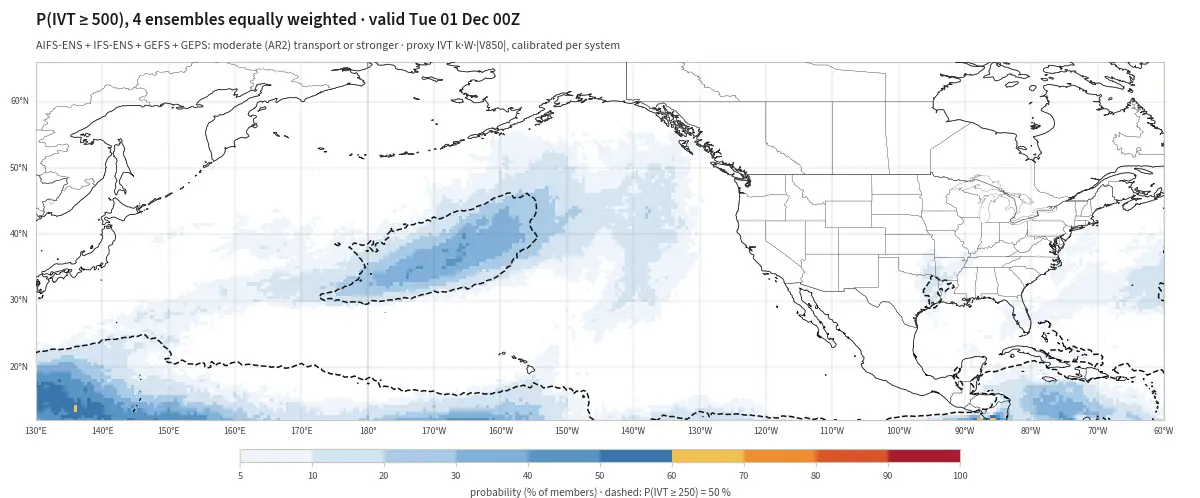 P(IVT ≥ 500), 4 ensembles equally weighted · valid Tue 01 Dec 00Z
AIFS-ENS + IFS-ENS + GEFS + GEPS: moderate (AR2) transport or stronger · proxy IVT k·W·|V850|, calibrated per system
60°N
50°N
40°N
30°N
20°N
130°E 140°E 150°E 160°E 170°E 180° 170°W 160°W 150°W 140°W 130°W 120°W 110°W 100°W 90°W 80°W 70°W 60°W
5 10 20 30 40 50 60 70 80 90 100
probability (% of members) · dashed: P(IVT ≥ 250) = 50 %